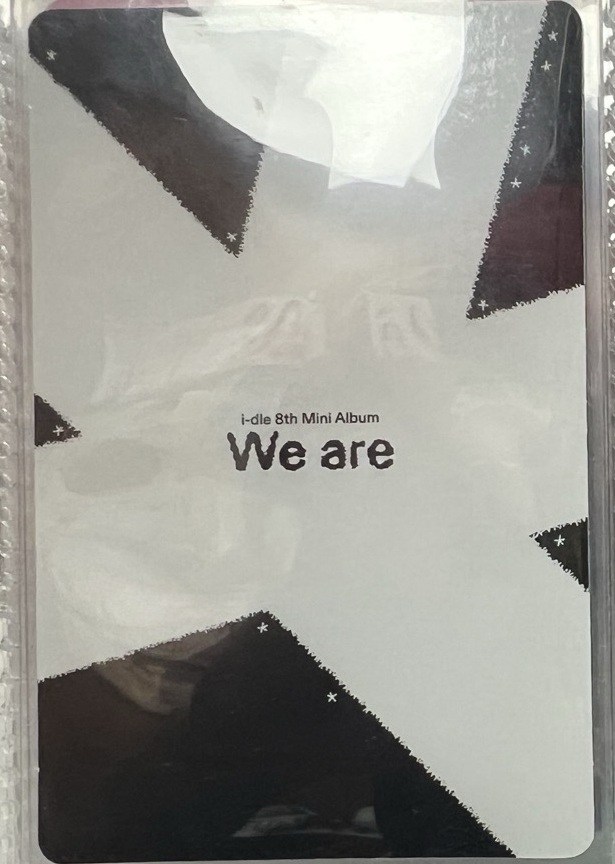 i-dle 8th Mini Album
We are